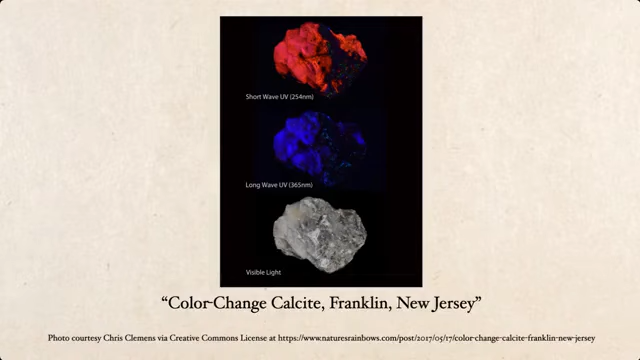 Short Wave UV (254nm)
Long Wave UV (365nm)
Visible Light
“Color-Change Calcite, Franklin, New Jersey”
Photo courtesy Chris Clemens via Creative Commons License at https://www.naturesrainbows.com/post/2017/05/17/color-change-calcite-franklin-new-jersey